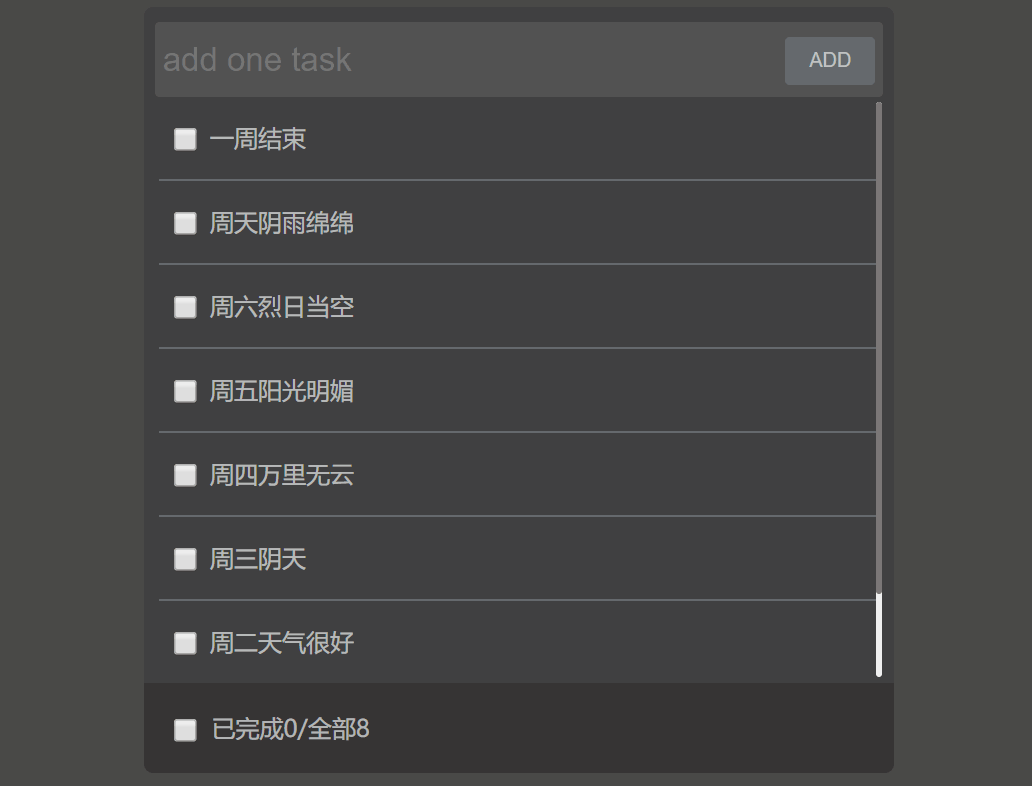 add one task
ADD
一周结束
周天阴雨绵绵
周六烈日当空
周五阳光明媚
周四万里无云
周三阴天
周二天气很好
已完成0/全部8